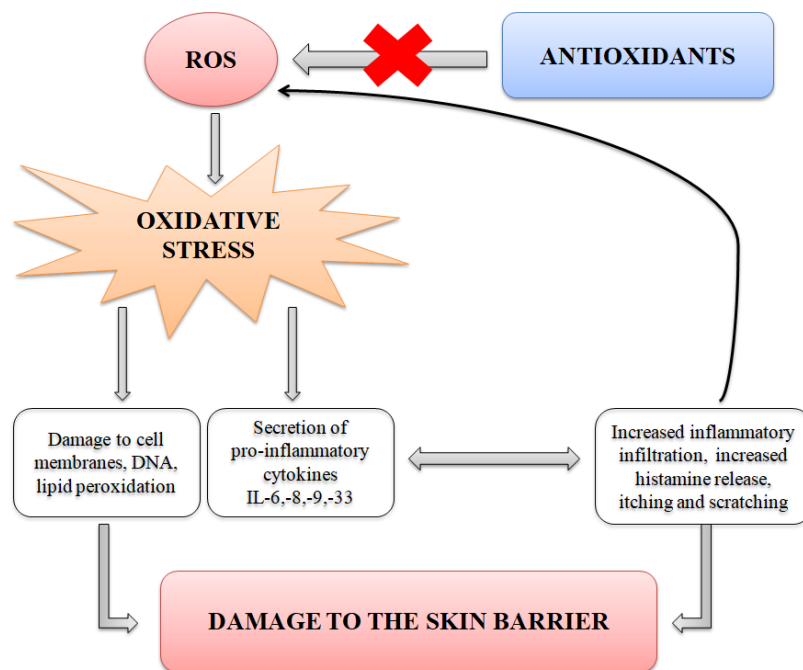 ROS
ANTIOXIDANTS
OXIDATIVE
STRESS
Damage to cell
membranes, DNA,
lipid peroxidation
Secretion of
pro-inflammatory
cytokines
IL-6,-8,-9,-33
Increased inflammatory
infiltration, increased
histamine release,
itching and scratching
DAMAGE TO THE SKIN BARRIER